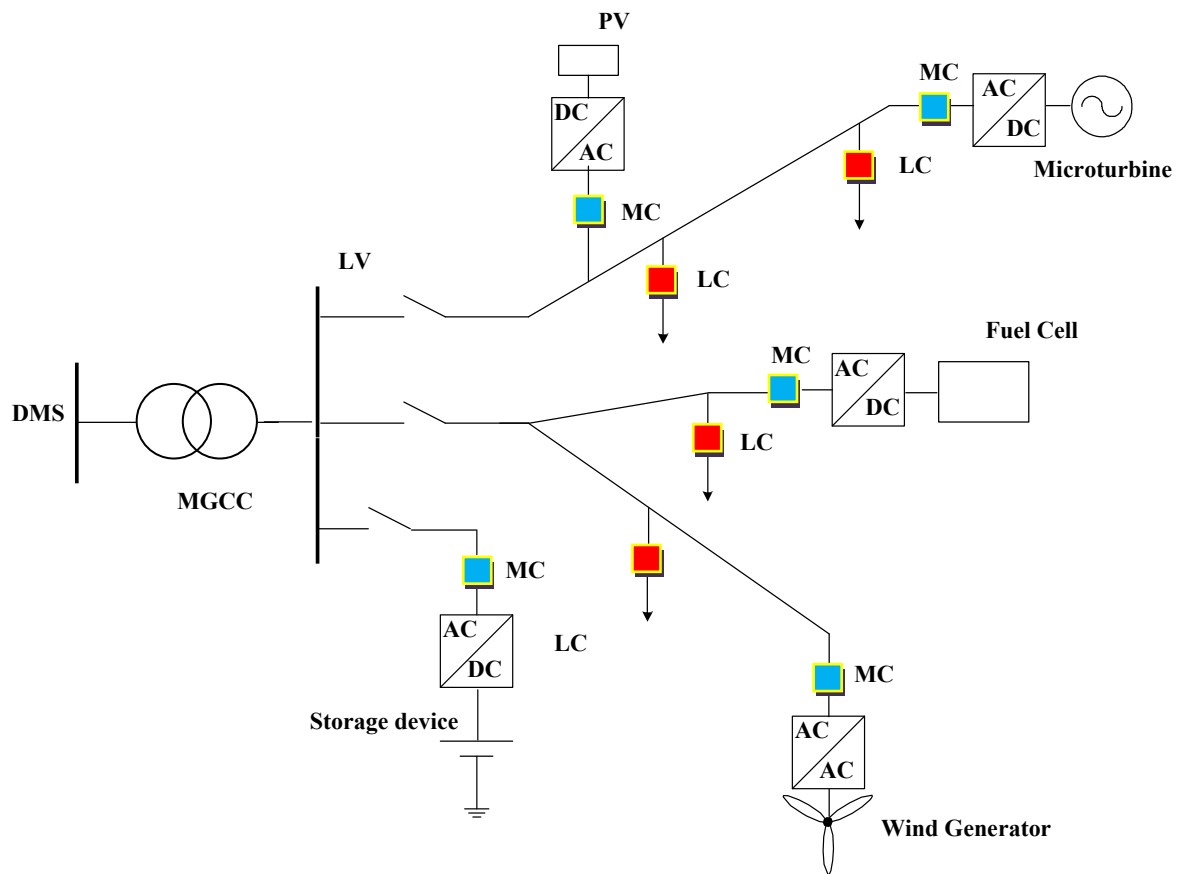 PV
MC
AC
DC
Microturbine
LC
DC
AC
MC
LC
LV
Fuel Cell
MC
AC
DC
LC
DMS
MGCC
MC
AC
DC
LC
Storage device
MC
AC
AC
Wind Generator